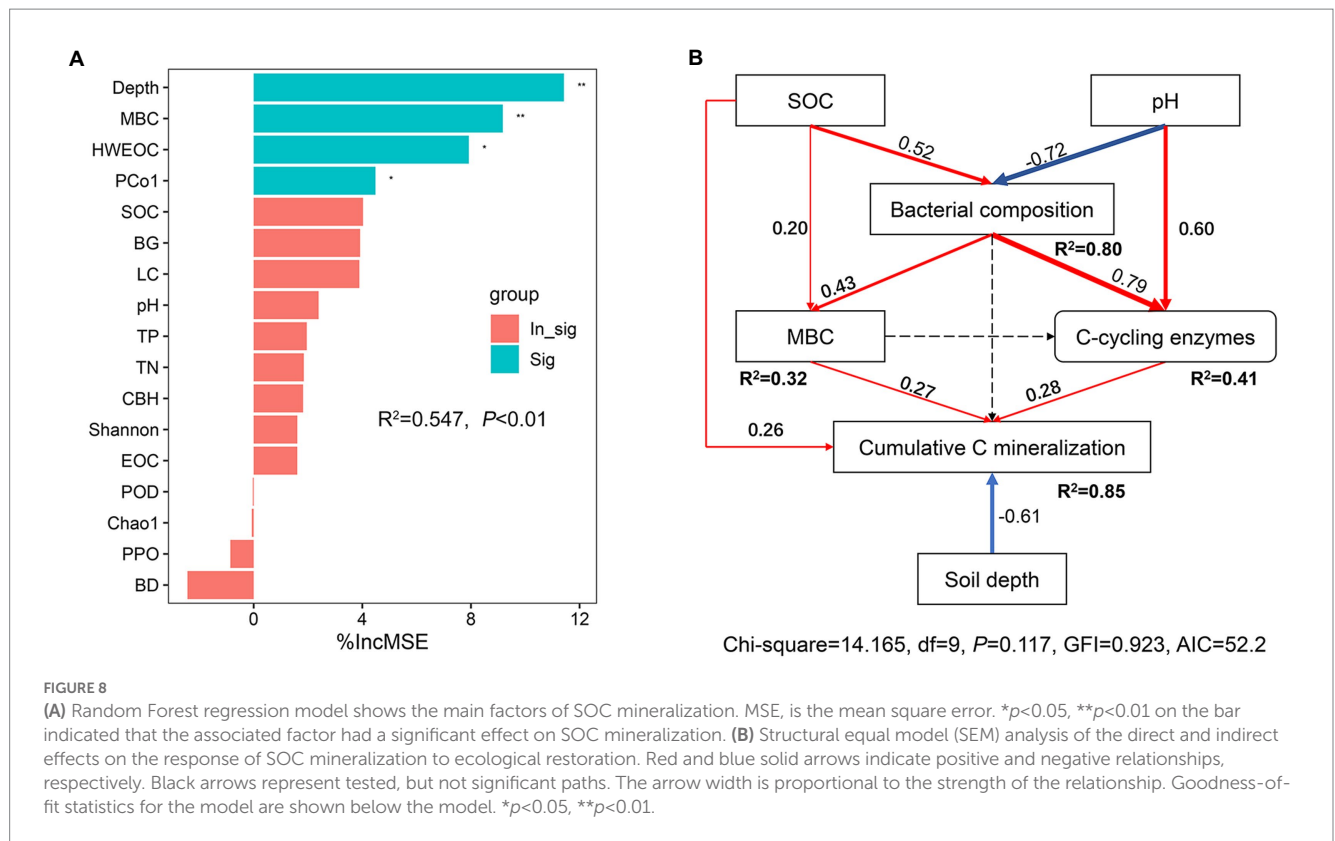 A
Depth
**
MBC
**
HWEOC
*
PCo1
*
SOC
BG
LC
pH
TP
TN
CBH
Shannon
EOC
POD
Chao1
PPO
BD
group
In_sig
Sig
R²=0.547, P<0.01
0
4
8
12
%IncMSE
B
SOC
pH
0.52
-0.72
Bacterial composition
R²=0.80
0.20
0.60
0.43
0.79
MBC
C-cycling enzymes
R²=0.32
R²=0.41
0.27
0.28
0.26
Cumulative C mineralization
R²=0.85
-0.61
Soil depth
Chi-square=14.165, df=9, P=0.117, GFI=0.923, AIC=52.2
FIGURE 8
(A) Random Forest regression model shows the main factors of SOC mineralization. MSE, is the mean square error. *p<0.05, **p<0.01 on the bar
indicated that the associated factor had a significant effect on SOC mineralization. (B) Structural equal model (SEM) analysis of the direct and indirect
effects on the response of SOC mineralization to ecological restoration. Red and blue solid arrows indicate positive and negative relationships,
respectively. Black arrows represent tested, but not significant paths. The arrow width is proportional to the strength of the relationship. Goodness-of-
fit statistics for the model are shown below the model. *p<0.05, **p<0.01.